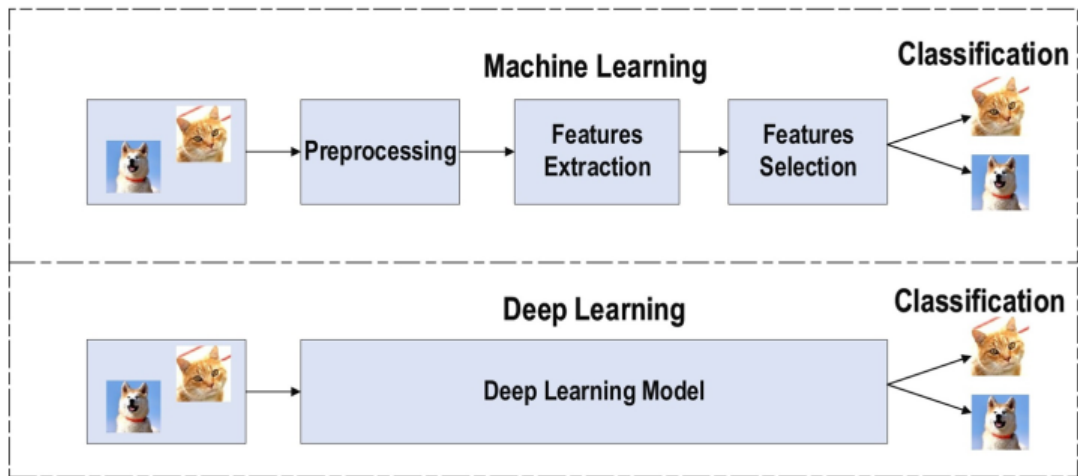 Machine Learning
Classification
Preprocessing
Features
Extraction
Features
Selection
Deep Learning
Classification
Deep Learning Model